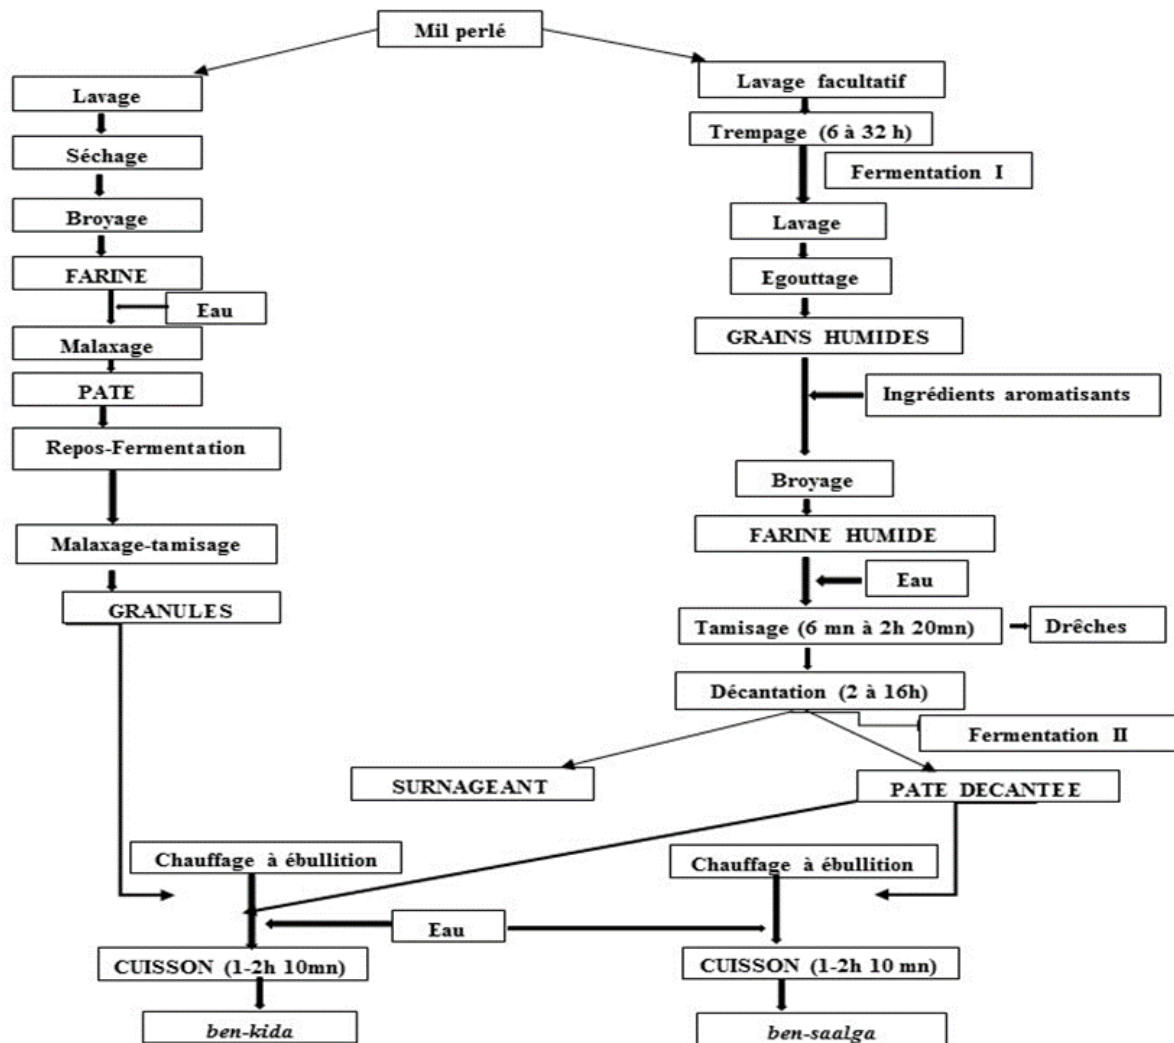 Mil perlé
Lavage
Séchage
Broyage
FARINE
Eau
Malaxage
PATE
Repos-Fermentation
Malaxage-tamisage
GRANULES
Lavage facultatif
Trempage (6 à 32 h)
Fermentation I
Lavage
Egouttage
GRAINS HUMIDES
Ingrédients aromatisants
Broyage
FARINE HUMIDE
Eau
Tamisage (6 mn à 2h 20mn)
Drêches
Décantation (2 à 16h)
Fermentation II
SURNAGEANT
PATE DECANTEE
Chauffage à ébullition
Chauffage à ébullition
Eau
CUISSON (1-2h 10mn)
CUISSON (1-2h 10 mn)
ben-kida
ben-saalga